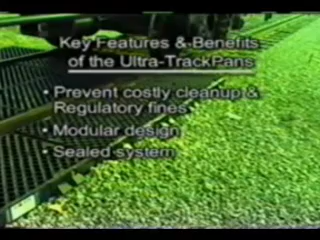 Key Features & Benefits
of the Ultra-TrackPans
• Prevent costly cleanup &
Regulatory fines
• Modular design
• Sealed system